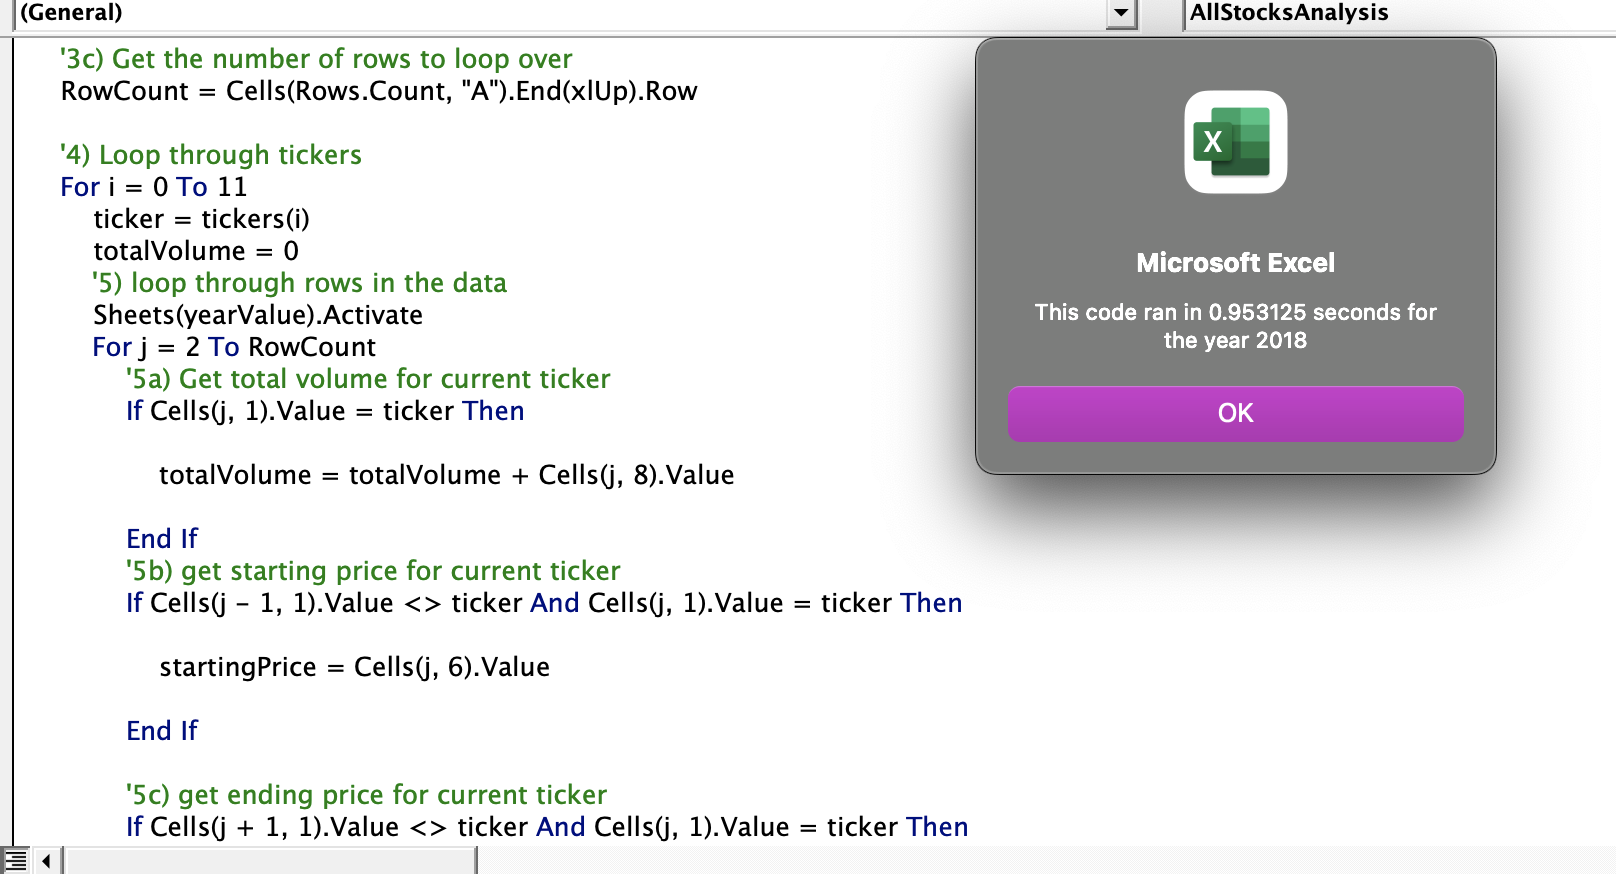 (General)
AllStocksAnalysis
'3c) Get the number of rows to loop over
RowCount = Cells(Rows.Count, "A").End(xlUp).Row
'4) Loop through tickers
For i = 0 To 11
ticker = tickers(i)
totalVolume = 0
'5) loop through rows in the data
Sheets(yearValue).Activate
For j = 2 To RowCount
'5a) Get total volume for current ticker
If Cells(j, 1).Value = ticker Then
totalVolume = totalVolume + Cells(j, 8).Value
End If
'5b) get starting price for current ticker
If Cells(j - 1, 1).Value <> ticker And Cells(j, 1).Value = ticker Then
startingPrice = Cells(j, 6).Value
End If
'5c) get ending price for current ticker
If Cells(j + 1, 1).Value <> ticker And Cells(j, 1).Value = ticker Then
X
Microsoft Excel
This code ran in 0.953125 seconds for
the year 2018
OK